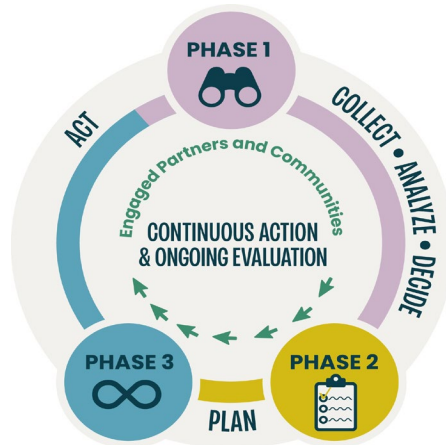 PHASE 1
COLLECT • ANALYZE • DECIDE
ACT
Engaged Partners and Communities
CONTINUOUS ACTION
& ONGOING EVALUATION
PHASE 3
PHASE 2
PLAN